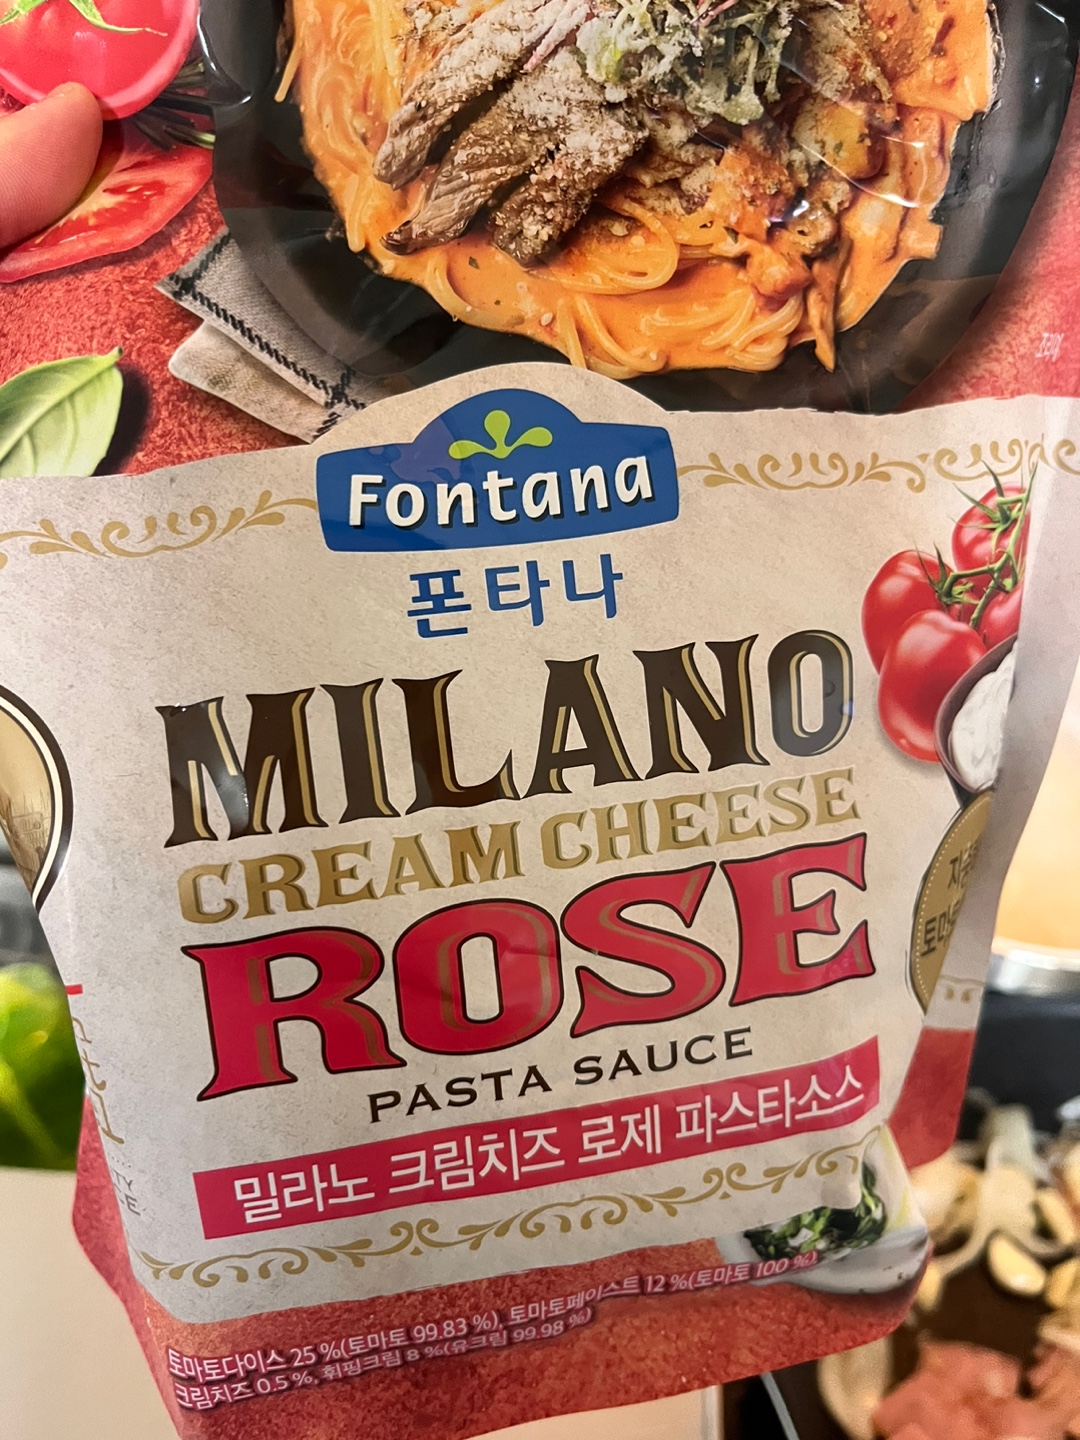 조리예
Fontana
폰타나
MILANO
CREAM CHEESE
ROSE
PASTA SAUCE
밀라노 크림치즈 로제 파스타소스
토마토다이스 25 %(토마토 99.83 %), 토마토페이스트 12 %(토마토 100 %)
크림치즈 0.5 %, 휘핑크림 8 %(유크림 99.98 %)